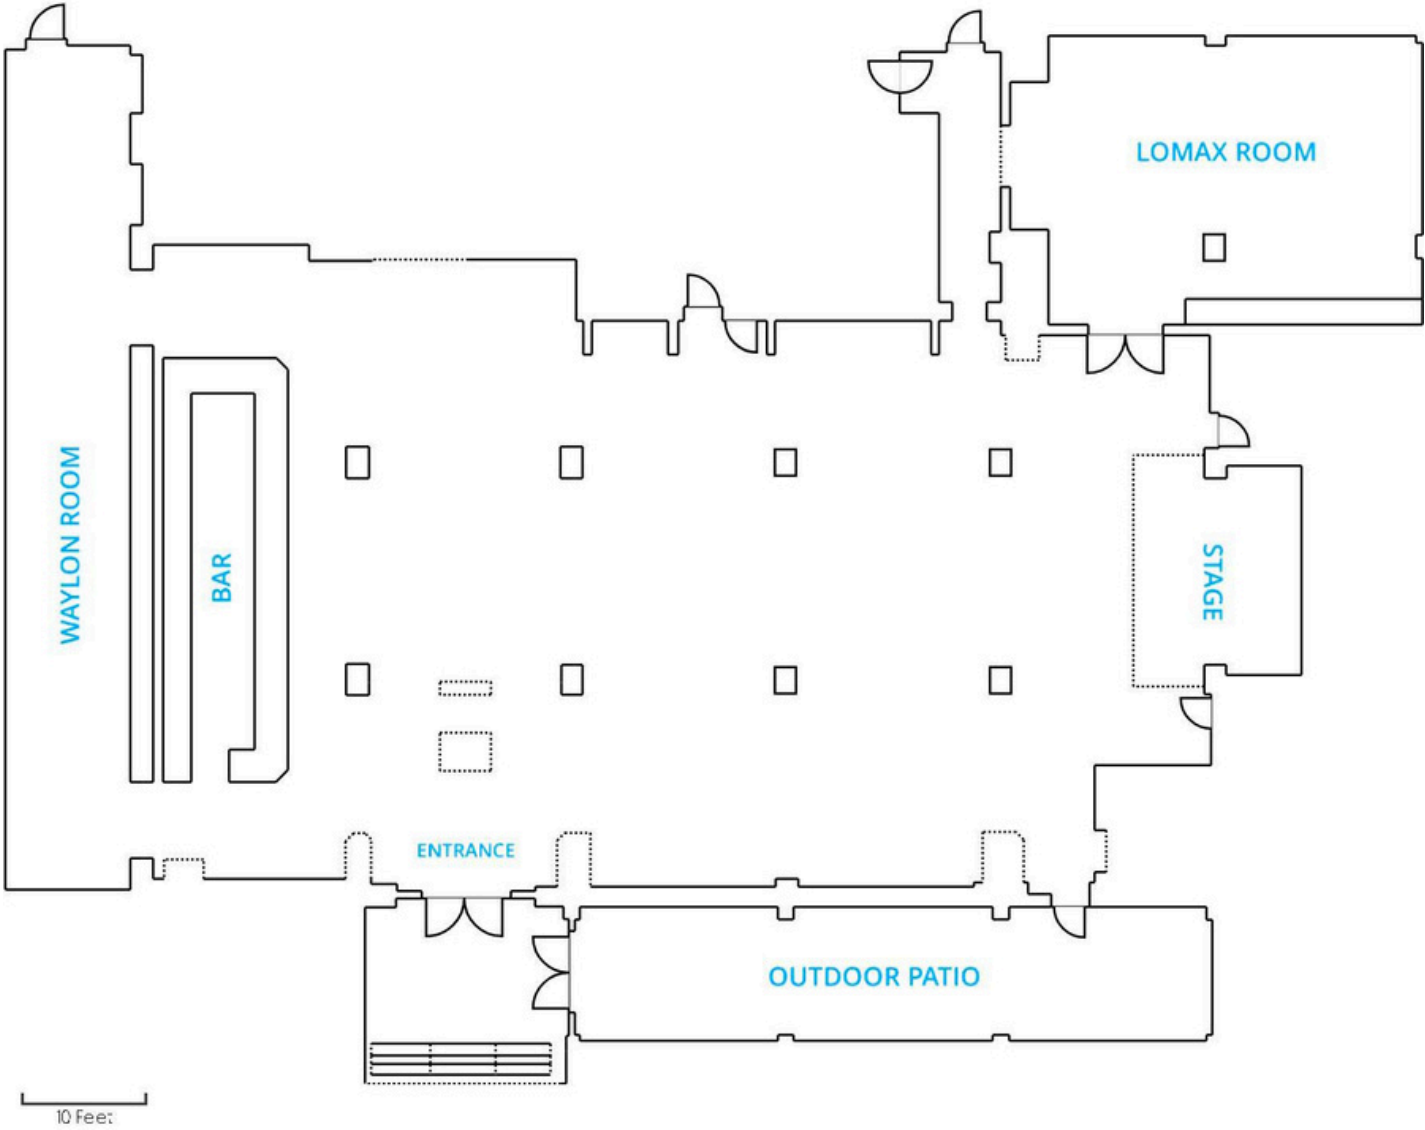 LOMAX ROOM
WAYLON ROOM
BAR
STAGE
ENTRANCE
OUTDOOR PATIO
10 Feet